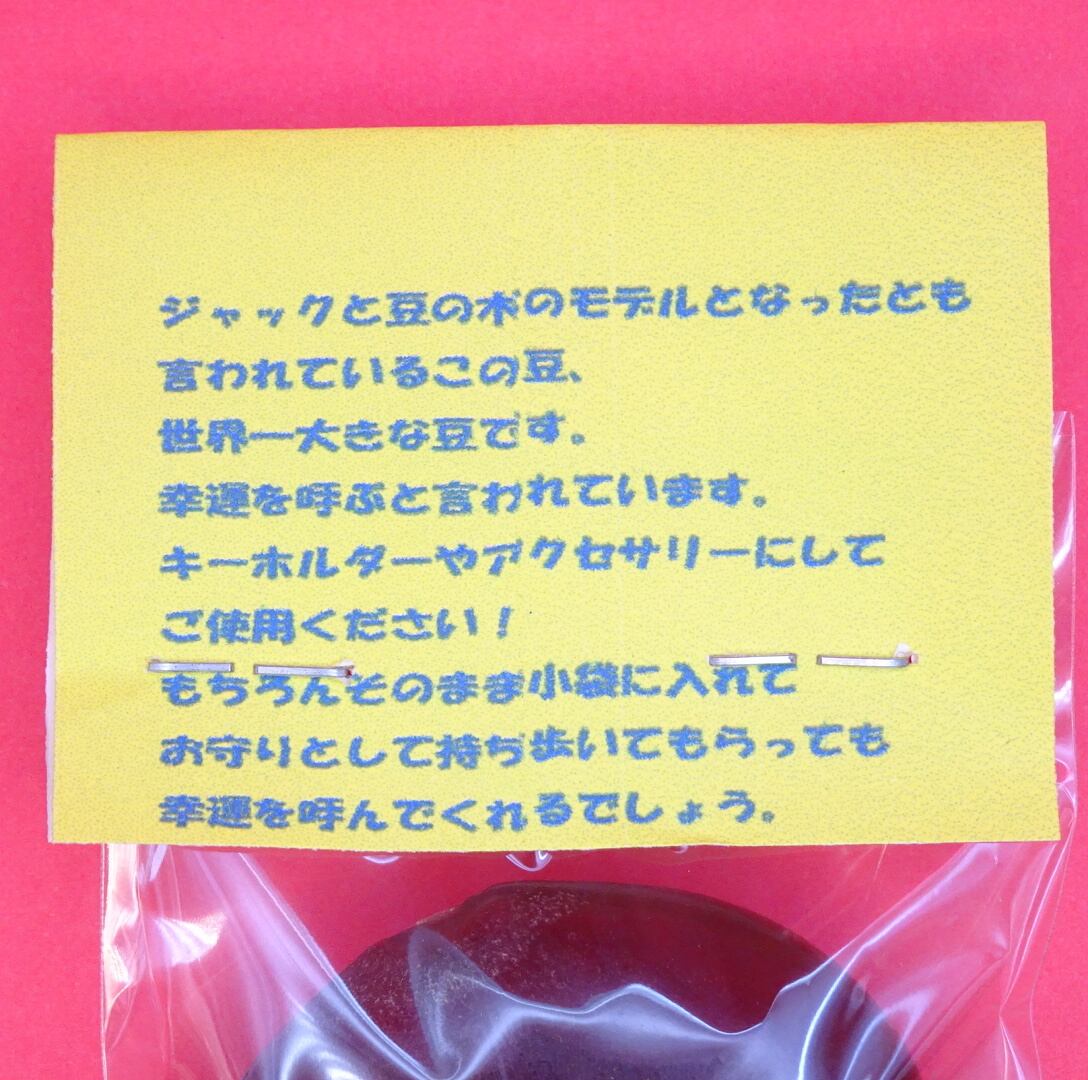 ジャックと豆の木のモデルとなったとも
言われているこの豆、
世界一大きな豆です。
幸運を呼ぶと言われています。
キーホルダーやアクセサリーにして
ご使用ください！
もちろんそのまま小袋に入れて
お守りとして持ち歩いてもらっても
幸運を呼んでくれるでしょう。